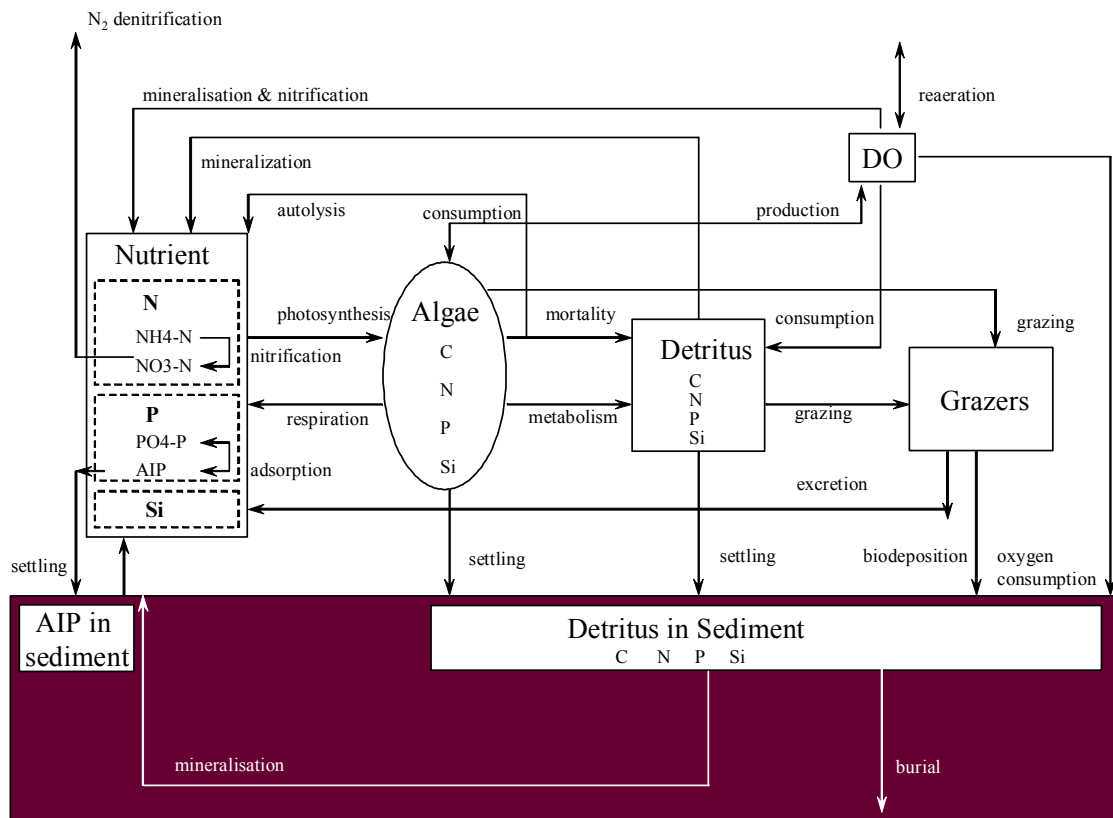 N₂ denitrification
mineralisation & nitrification
reaeration
DO
mineralization
autolysis
consumption
production
Nutrient
N
NH4-N
NO3-N
photosynthesis
nitrification
Algae
C
N
P
Si
mortality
consumption
grazing
Detritus
C
N
P
Si
Grazers
respiration
metabolism
grazing
P
PO4-P
AIP
adsorption
Si
excretion
settling
settling
settling
biodeposition
oxygen
consumption
AIP in
sediment
Detritus in Sediment
C N P Si
mineralisation
burial